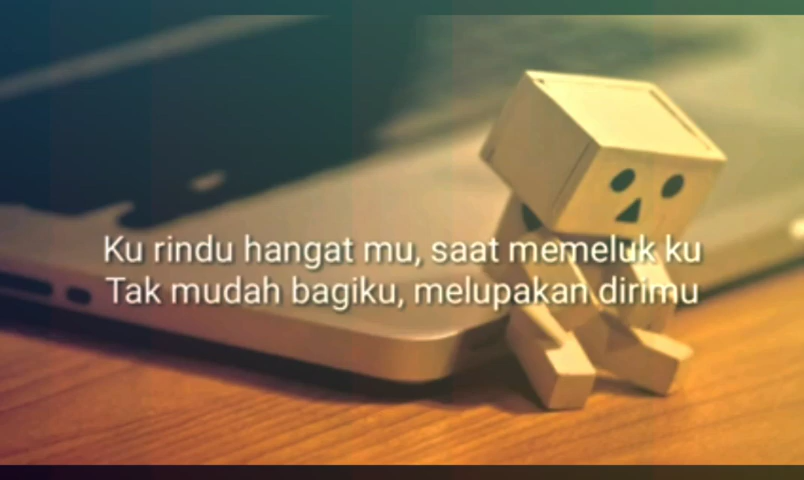 Ku rindu hangat mu, saat memeluk ku
Tak mudah bagiku, melupakan dirimu